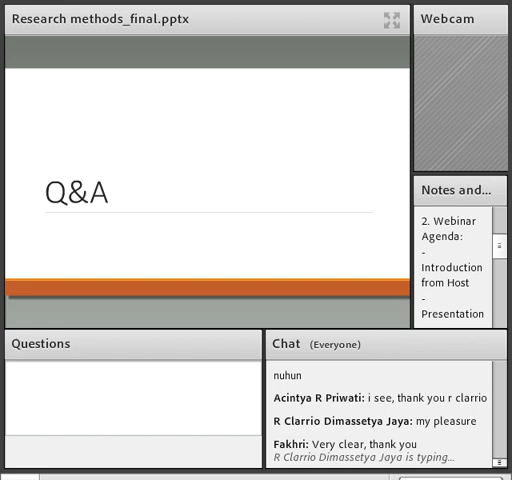 Research methods_final.pptx
Webcam
Q&A
Notes and...
2. Webinar
Agenda:
-
Introduction
from Host
-
Presentation
Questions
Chat (Everyone)
nuhun
Acintya R Priwati: i see, thank you r clarrio
R Clarrio Dimassetya Jaya: my pleasure
Fakhri: Very clear, thank you
R Clarrio Dimassetya Jaya is typing...